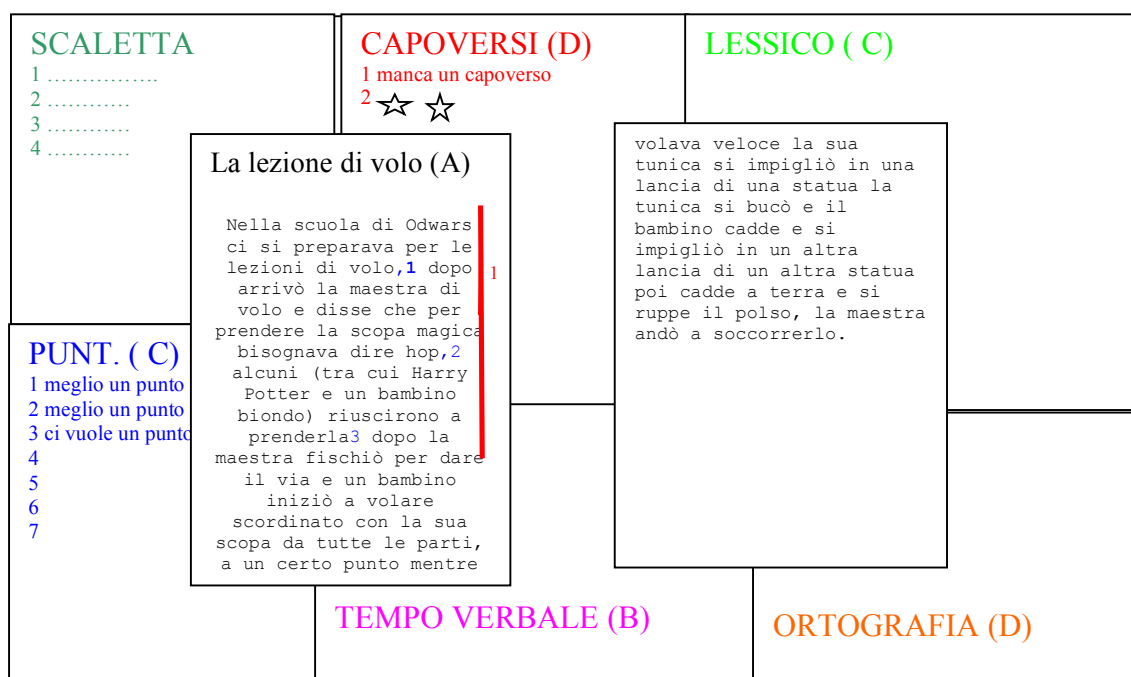 SCALETTA
1 …………….
2 …………
3 …………
4 …………
CAPOVERSI (D)
1 manca un capoverso
2
LESSICO ( C)
La lezione di volo (A)
Nella scuola di Odwars
ci si preparava per le
lezioni di volo,1 dopo
arrivò la maestra di
volo e disse che per
prendere la scopa magica
bisognava dire hop,2
alcuni (tra cui Harry
Potter e un bambino
biondo) riuscirono a
prenderla3 dopo la
maestra fischiò per dare
il via e un bambino
iniziò a volare
scordinato con la sua
scopa da tutte le parti,
a un certo punto mentre
1
volava veloce la sua
tunica si impigliò in una
lancia di una statua la
tunica si bucò e il
bambino cadde e si
impigliò in un altra
lancia di un altra statua
poi cadde a terra e si
ruppe il polso, la maestra
andò a soccorrerlo.
PUNT. ( C)
1 meglio un punto
2 meglio un punto
3 ci vuole un punto
4
5
6
7
TEMPO VERBALE (B)
ORTOGRAFIA (D)